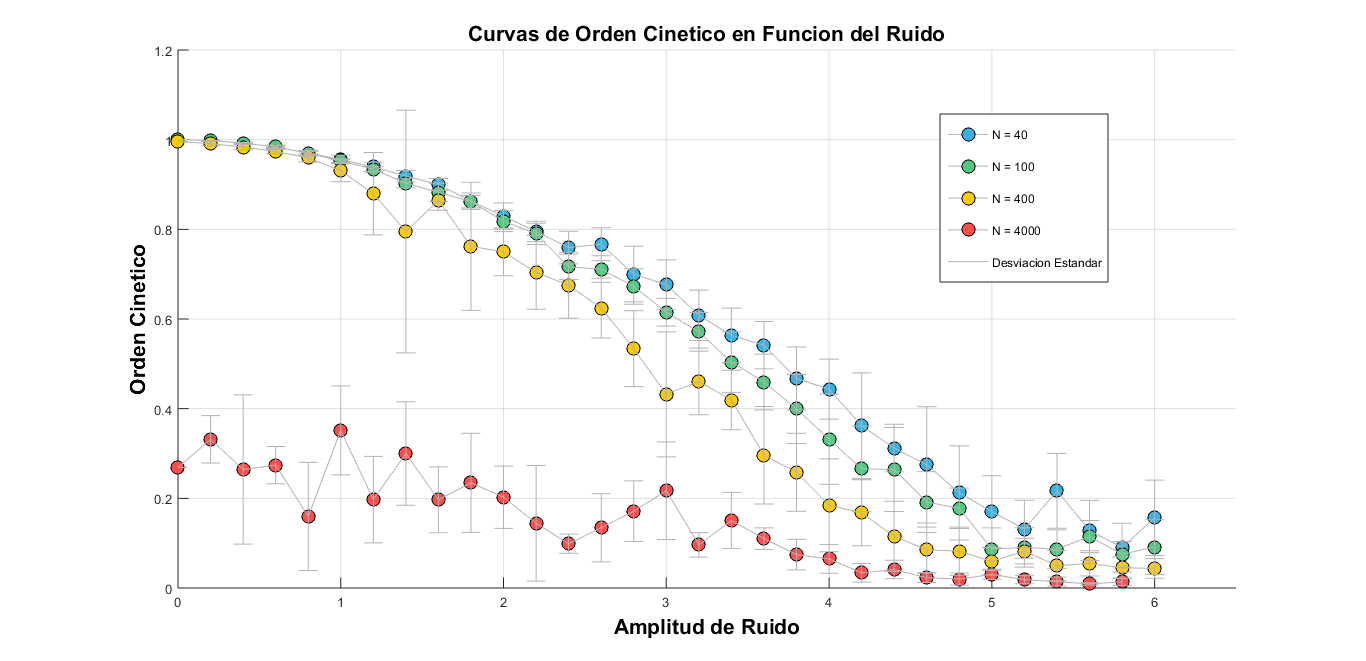 Curvas de Orden Cinetico en Funcion del Ruido
1.2
1
0.8
0.6
0.4
0.2
0
Orden Cinetico
N = 40
N = 100
N = 400
N = 4000
Desviacion Estandar
0 1 2 3 4 5 6
Amplitud de Ruido